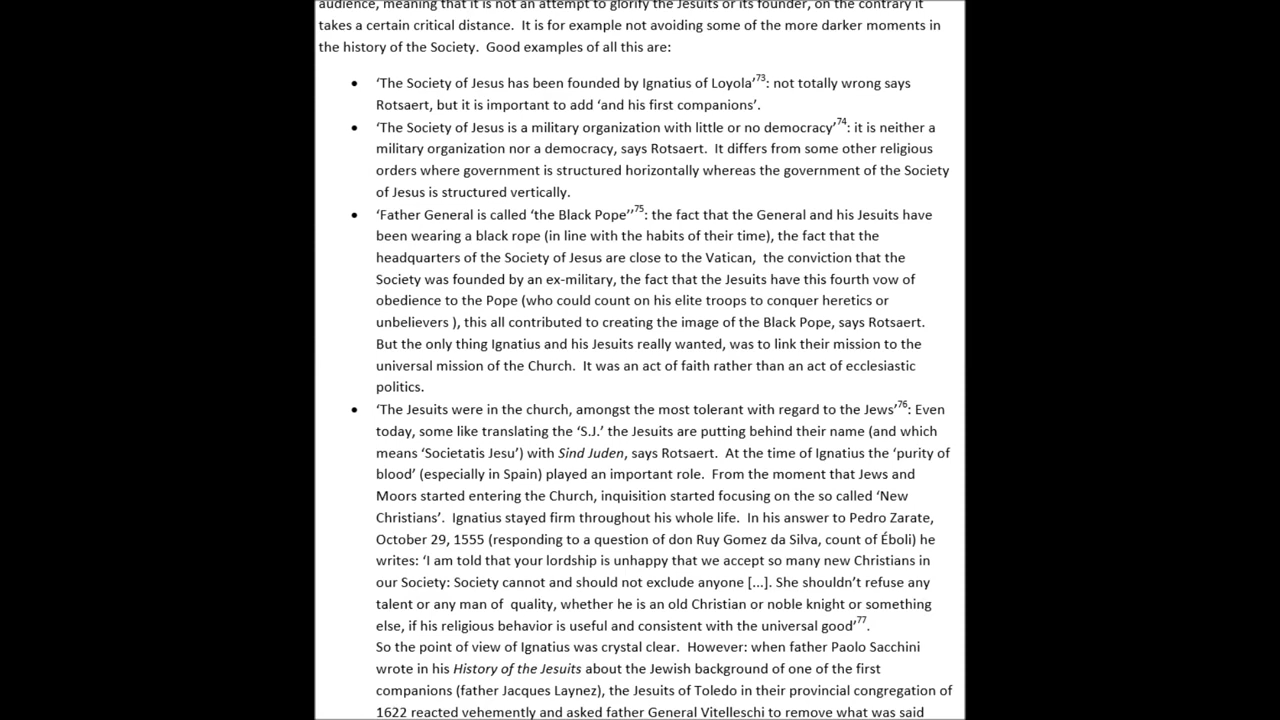 audience, meaning that it is not an attempt to glorify the Jesuits or its founder, on the contrary it
takes a certain critical distance.  It is for example not avoiding some of the more darker moments in
the history of the Society.  Good examples of all this are:
• ‘The Society of Jesus has been founded by Ignatius of Loyola’73: not totally wrong says
Rotsaert, but it is important to add ‘and his first companions’.
• ‘The Society of Jesus is a military organization with little or no democracy’74: it is neither a
military organization nor a democracy, says Rotsaert.  It differs from some other religious
orders where government is structured horizontally whereas the government of the Society
of Jesus is structured vertically.
• ‘Father General is called ‘the Black Pope’’75: the fact that the General and his Jesuits have
been wearing a black rope (in line with the habits of their time), the fact that the
headquarters of the Society of Jesus are close to the Vatican,  the conviction that the
Society was founded by an ex-military, the fact that the Jesuits have this fourth vow of
obedience to the Pope (who could count on his elite troops to conquer heretics or
unbelievers ), this all contributed to creating the image of the Black Pope, says Rotsaert.
But the only thing Ignatius and his Jesuits really wanted, was to link their mission to the
universal mission of the Church.  It was an act of faith rather than an act of ecclesiastic
politics.
• ‘The Jesuits were in the church, amongst the most tolerant with regard to the Jews’76: Even
today, some like translating the ‘S.J.’ the Jesuits are putting behind their name (and which
means ‘Societatis Jesu’) with Sind Juden, says Rotsaert.  At the time of Ignatius the ‘purity of
blood’ (especially in Spain) played an important role.  From the moment that Jews and
Moors started entering the Church, inquisition started focusing on the so called ‘New
Christians’.  Ignatius stayed firm throughout his whole life.  In his answer to Pedro Zarate,
October 29, 1555 (responding to a question of don Ruy Gomez da Silva, count of Éboli) he
writes: ‘I am told that your lordship is unhappy that we accept so many new Christians in
our Society: Society cannot and should not exclude anyone [...]. She shouldn’t refuse any
talent or any man of  quality, whether he is an old Christian or noble knight or something
else, if his religious behavior is useful and consistent with the universal good’77.
So the point of view of Ignatius was crystal clear.  However: when father Paolo Sacchini
wrote in his History of the Jesuits about the Jewish background of one of the first
companions (father Jacques Laynez), the Jesuits of Toledo in their provincial congregation of
1622 reacted vehemently and asked father General Vitelleschi to remove what was said